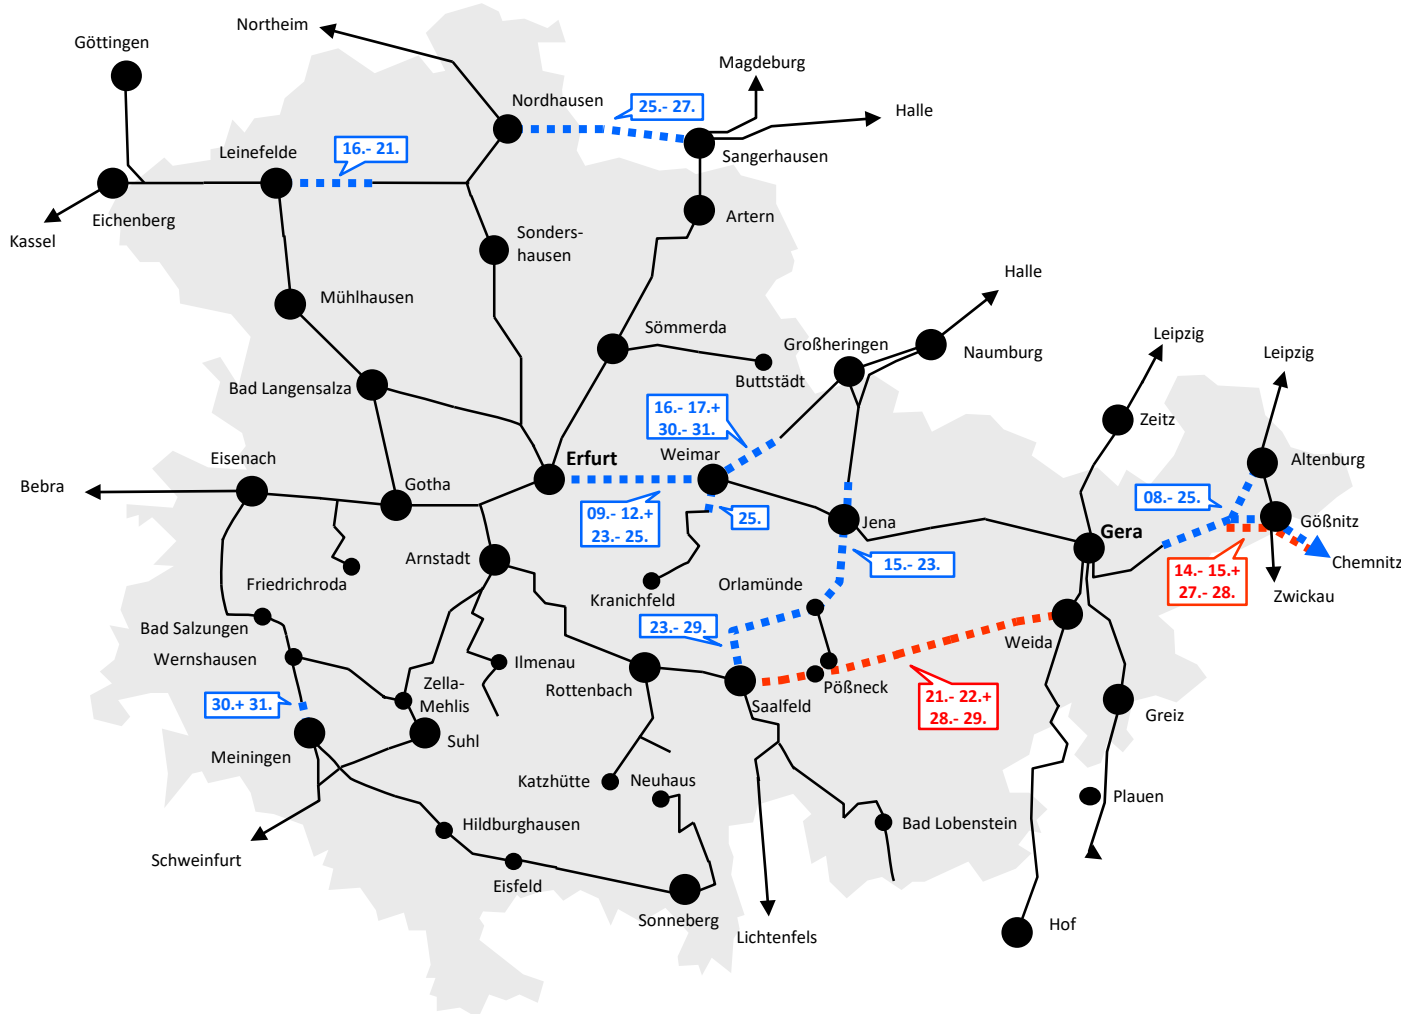 Northeim
Göttingen
Magdeburg
Nordhausen
25.- 27.
Halle
Leinefelde
16.- 21.
Sangerhausen
Eichenberg
Kassel
Artern
Sonders-
hausen
Halle
Mühlhausen
Sömmerda
Großheringen
Naumburg
Leipzig
Leipzig
Buttstädt
Bad Langensalza
16.- 17.+
30.- 31.
Zeitz
Eisenach
Erfurt
Weimar
Altenburg
Bebra
Gotha
08.- 25.
09.- 12.+
23.- 25.
25.
Jena
Gera
Gößnitz
Arnstadt
15.- 23.
Chemnitz
14.- 15.+
27.- 28.
Friedrichroda
Kranichfeld
Orlamünde
Zwickau
Bad Salzungen
23.- 29.
Weida
Wernshausen
Ilmenau
Rottenbach
Pößneck
Zella-
Mehlis
30.+ 31.
Saalfeld
21.- 22.+
28.- 29.
Greiz
Meiningen
Suhl
Katzhütte
Neuhaus
Plauen
Hildburghausen
Bad Lobenstein
Schweinfurt
Eisfeld
Sonneberg
Lichtenfels
Hof